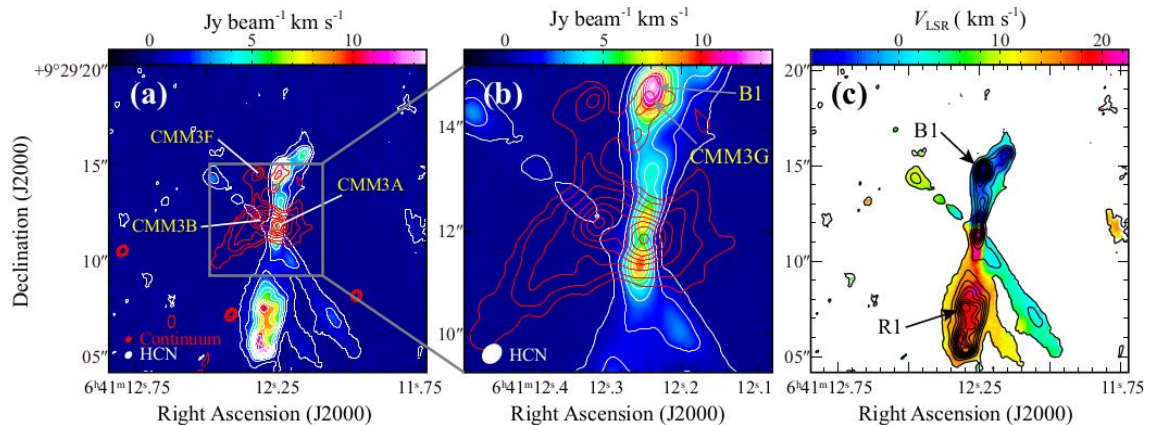 Jy beam⁻¹ km s⁻¹
0 5 10
Jy beam⁻¹ km s⁻¹
0 5 10
V_LSR ( km s⁻¹)
0 10 20
Declination (J2000)
+9°29′20″
15″
10″
05″
(a)
CMM3F
CMM3A
CMM3B
Continuum
HCN
6ʰ41ᵐ12ˢ.75
12ˢ.25
11ˢ.75
Right Ascension (J2000)
(b)
14″
12″
10″
B1
CMM3G
HCN
6ʰ41ᵐ12ˢ.4
12ˢ.3
12ˢ.2
12ˢ.1
Right Ascension (J2000)
(c)
20″
15″
10″
05″
B1
R1
6ʰ41ᵐ12ˢ.75
12ˢ.25
11ˢ.75
Right Ascension (J2000)